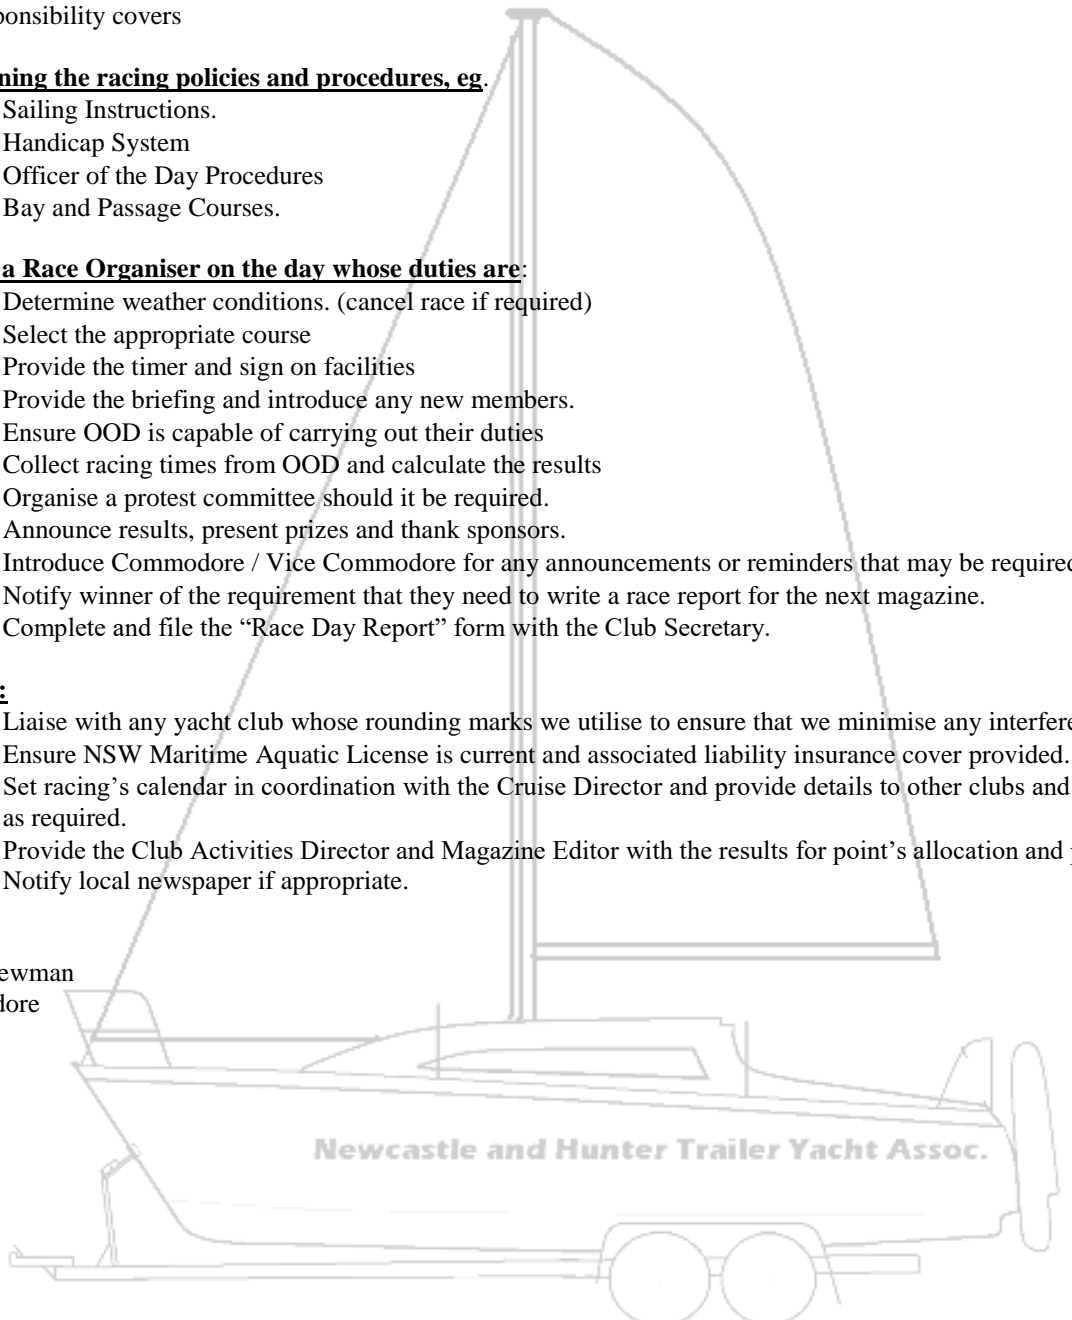 ponsibility covers
ning the racing policies and procedures, eg.
Sailing Instructions.
Handicap System
Officer of the Day Procedures
Bay and Passage Courses.
a Race Organiser on the day whose duties are:
Determine weather conditions. (cancel race if required)
Select the appropriate course
Provide the timer and sign on facilities
Provide the briefing and introduce any new members.
Ensure OOD is capable of carrying out their duties
Collect racing times from OOD and calculate the results
Organise a protest committee should it be required.
Announce results, present prizes and thank sponsors.
Introduce Commodore / Vice Commodore for any announcements or reminders that may be required
Notify winner of the requirement that they need to write a race report for the next magazine.
Complete and file the “Race Day Report” form with the Club Secretary.
:
Liaise with any yacht club whose rounding marks we utilise to ensure that we minimise any interfere
Ensure NSW Maritime Aquatic License is current and associated liability insurance cover provided.
Set racing’s calendar in coordination with the Cruise Director and provide details to other clubs and
as required.
Provide the Club Activities Director and Magazine Editor with the results for point’s allocation and
Notify local newspaper if appropriate.
ewman
dore
Newcastle and Hunter Trailer Yacht Assoc.